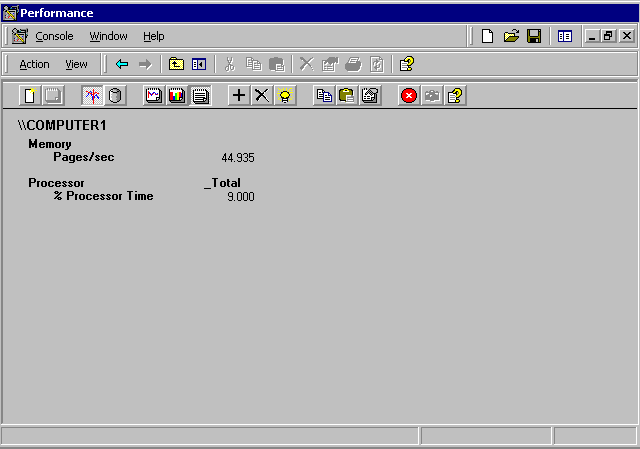 Performance
Console Window Help
Action View
\\COMPUTER1
Memory
Pages/sec 44.935
Processor _Total
% Processor Time 9.000